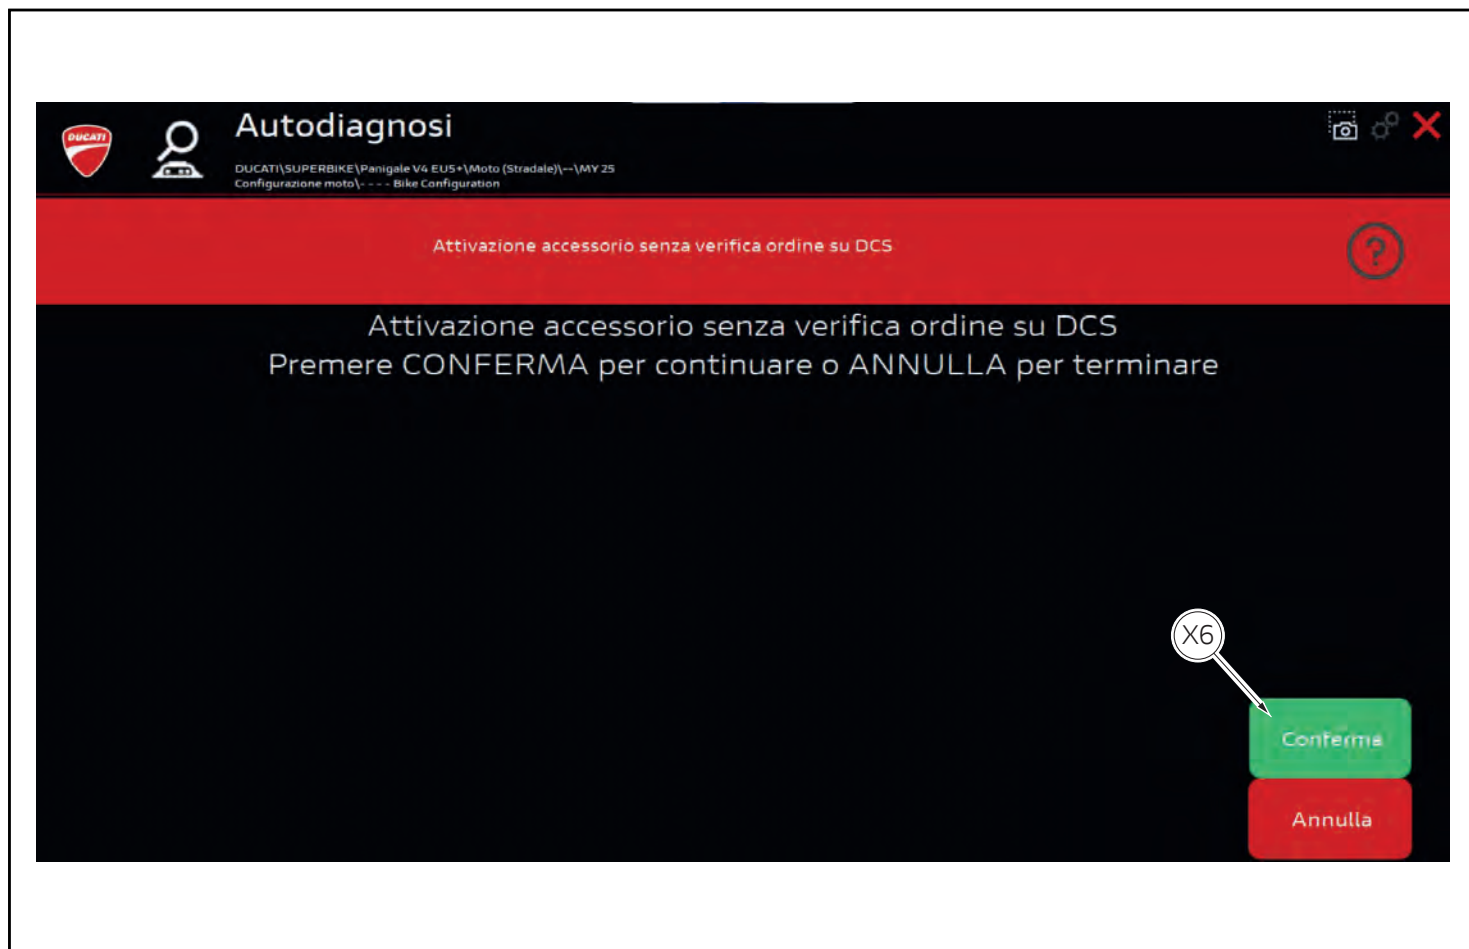 DUCATI
Autodiagnosi
DUCATI\SUPERBIKE\Panigale V4 EU5+\Moto (Stradale)\--\MY 25
Configurazione moto\- - - - Bike Configuration
Attivazione accessorio senza verifica ordine su DCS
?
Attivazione accessorio senza verifica ordine su DCS
Premere CONFERMA per continuare o ANNULLA per terminare
X6
Conferma
Annulla